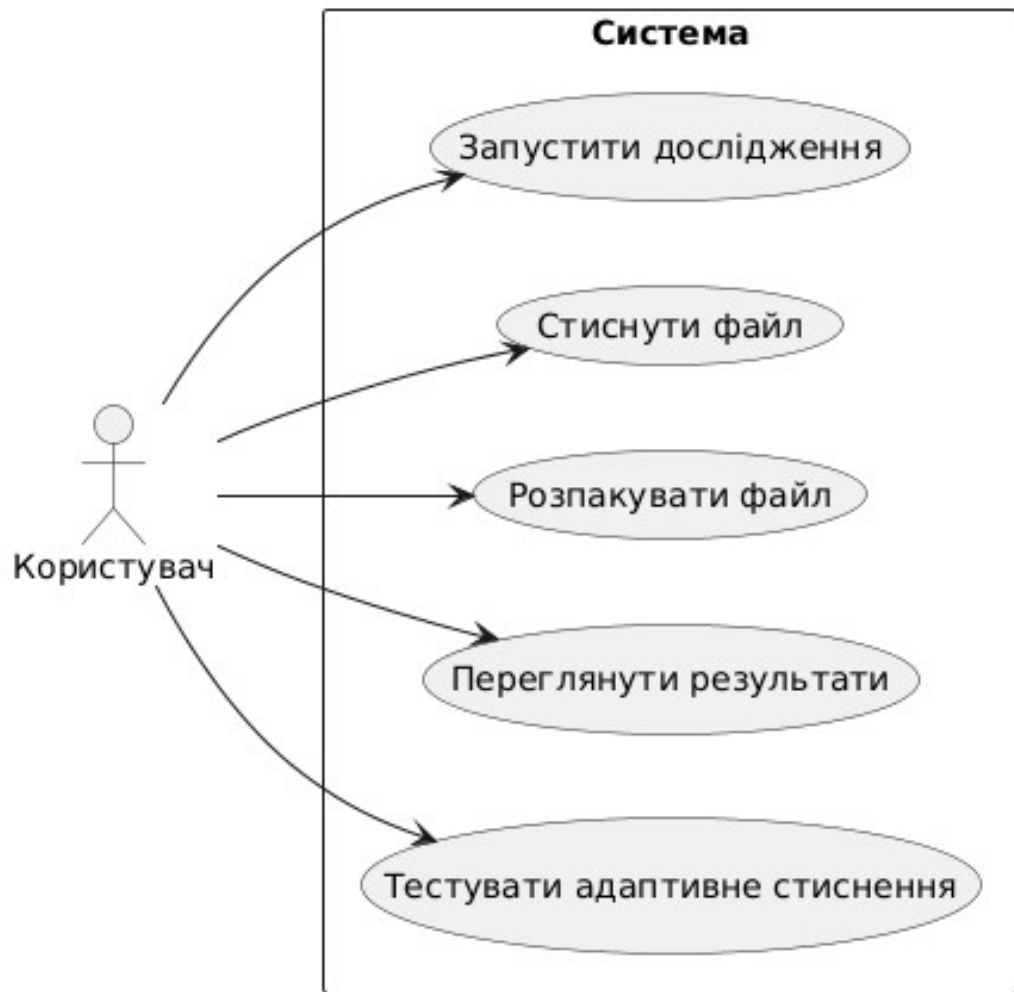 Система
Запустити дослідження
Стиснути файл
Розпакувати файл
Користувач
Переглянути результати
Тестувати адаптивне стиснення